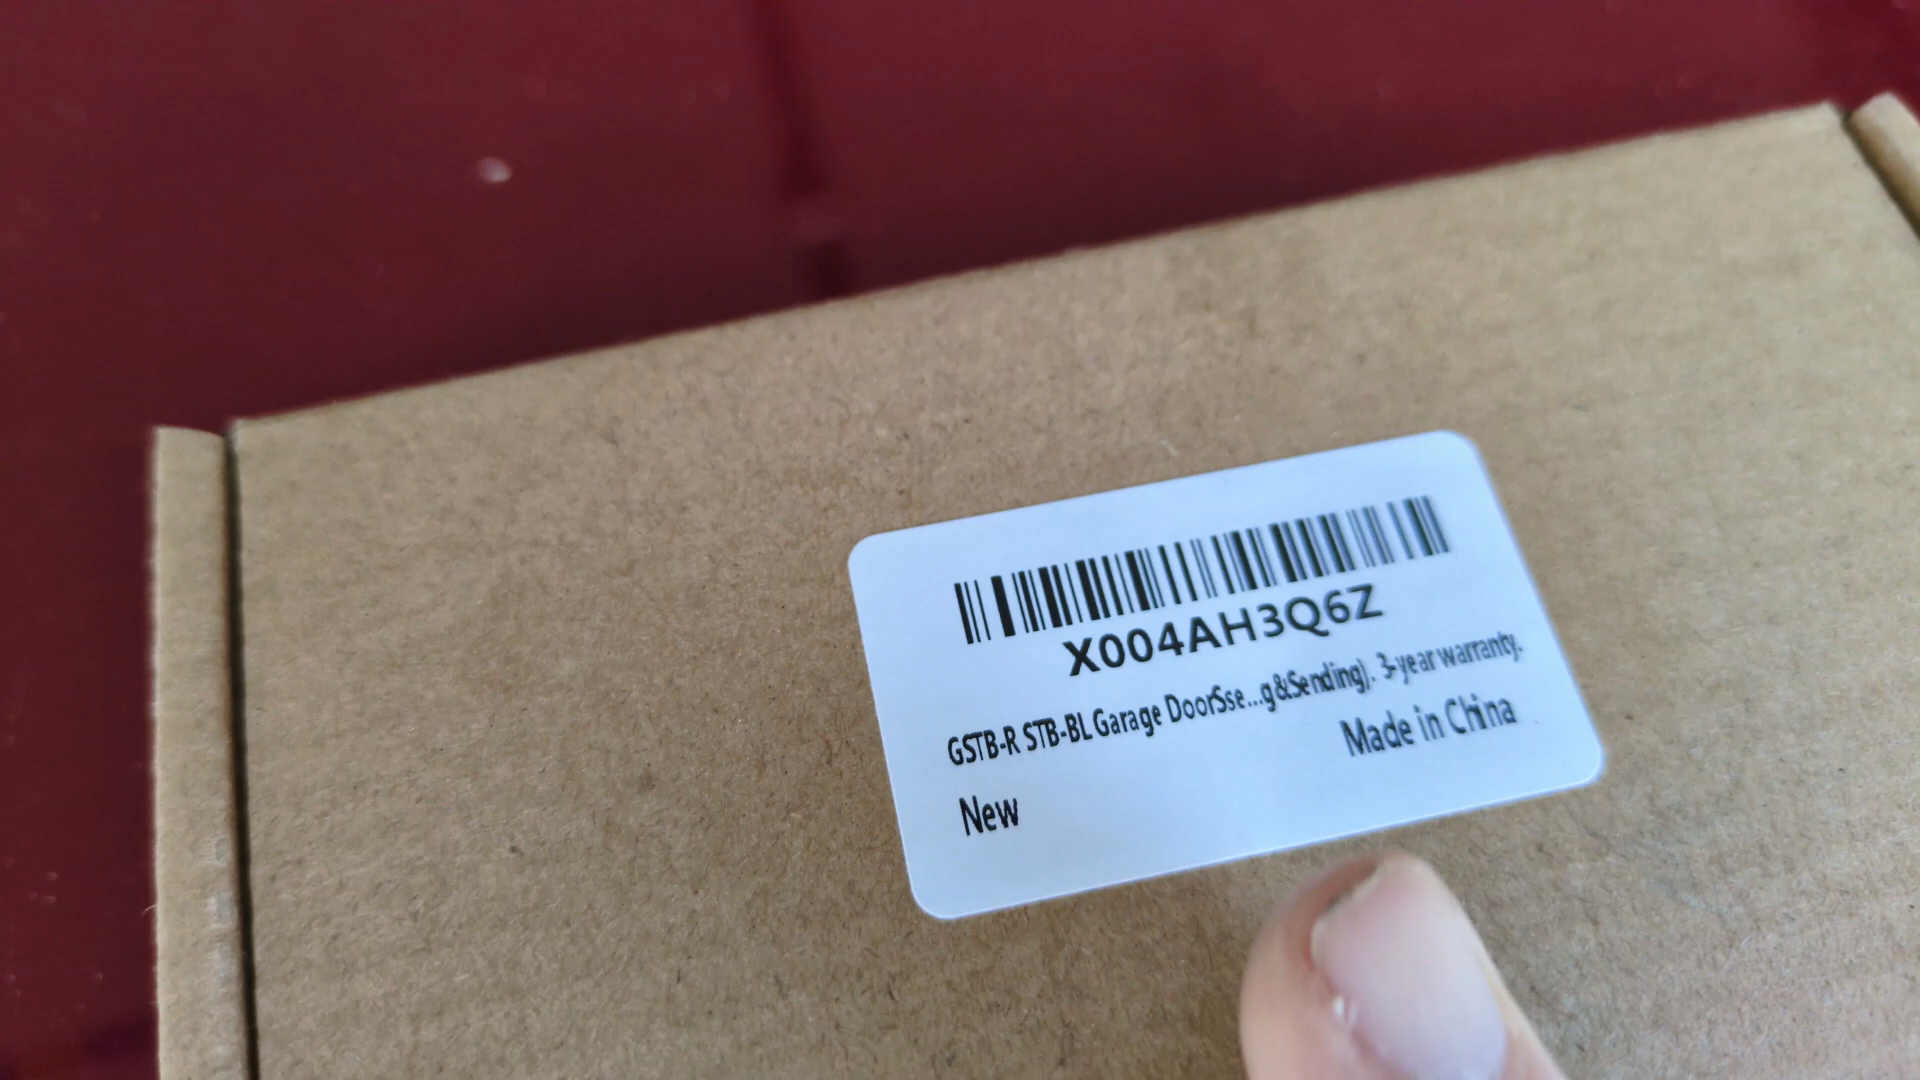 X004AH3Q6Z
GSTB-R STB-BL Garage DoorSse...g&Sending). 3-year warranty.
Made in China
New